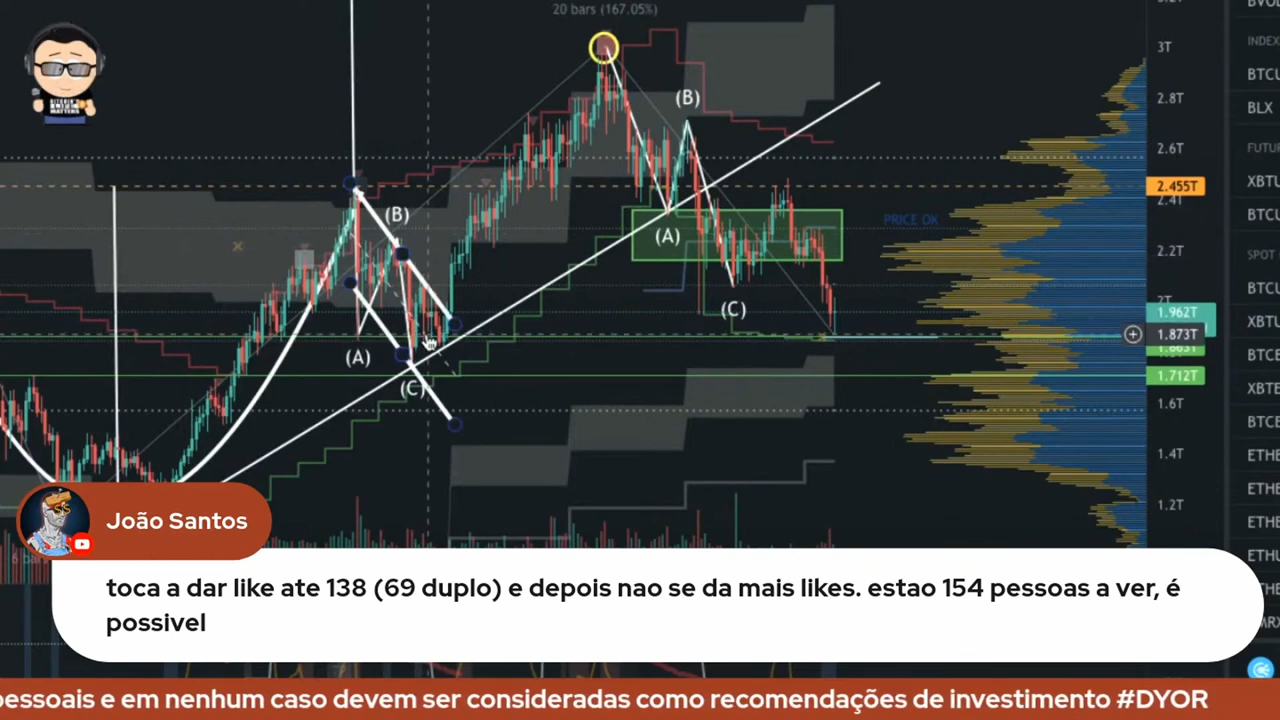 20 bars (167.05%)
3T
INDEX
BTCU
2.8T
BLX
(B)
2.6T
FUTUR
XBTU
2.455T
BTCU
2.4T
(B)
PRICE OK
(A)
2.2T
SPOT
BTCU
2T
(C)
1.962T
XBTU
1.873T
1.863T
(A)
BTCE
1.712T
(C)
XBTE
1.6T
BTCE
1.4T
ETHE
ETHE
1.2T
João Santos
toca a dar like ate 138 (69 duplo) e depois nao se da mais likes. estao 154 pessoas a ver, é
possivel
pessoais e em nenhum caso devem ser consideradas como recomendações de investimento #DYOR